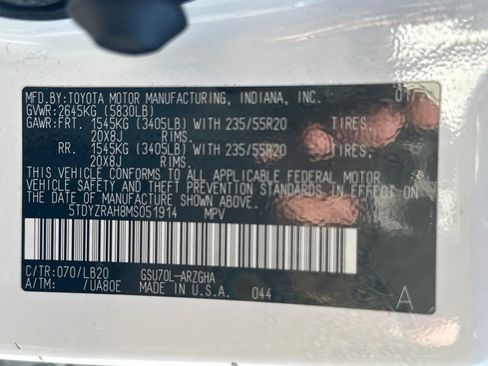 MFD.BY:TOYOTA MOTOR MANUFACTURING, INDIANA, INC.
GVWR:2645KG (5830LB)
GAWR:FRT. 1545KG (3405LB) WITH 235/55R20 TIRES,
20X8J RIMS.
RR. 1545KG (3405LB) WITH 235/55R20 TIRES,
20X8J RIMS.
THIS VEHICLE CONFORMS TO ALL APPLICABLE FEDERAL MOTOR
VEHICLE SAFETY AND THEFT PREVENTION STANDARDS IN EFFECT ON
THE DATE OF MANUFACTURE SHOWN ABOVE.
5TDYZRAH8MS051914 MPV
C/TR:070/LB20 GSU70L-ARZGHA
A/TM: /UA80E MADE IN U.S.A. 044 A